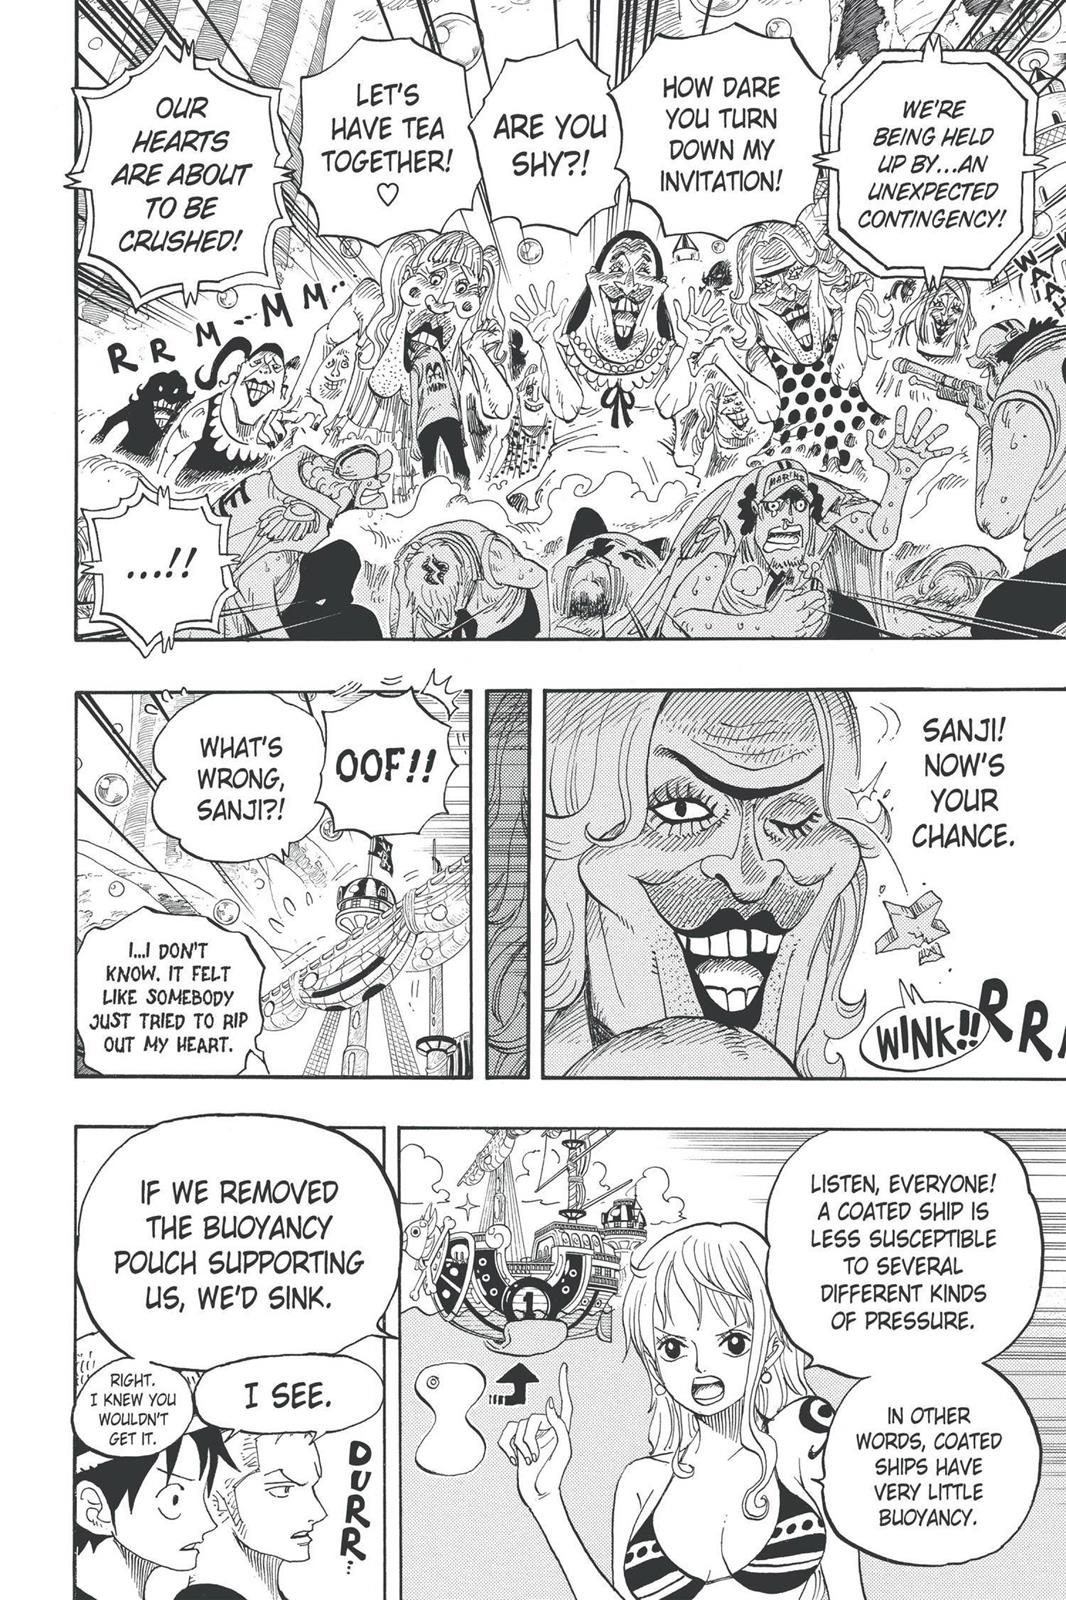 WE'RE
BEING HELD
UP BY...AN
UNEXPECTED
CONTINGENCY!
HOW DARE
YOU TURN
DOWN MY
INVITATION!
ARE YOU
SHY?!
LET'S
HAVE TEA
TOGETHER!
♡
OUR
HEARTS
ARE ABOUT
TO BE
CRUSHED!
WAAH
RRM...MM...
MARINE
...!!
SANJI!
NOW'S
YOUR
CHANCE.
WINK!!
RRR
OOF!!
WHAT'S
WRONG,
SANJI?!
I...I DON'T
KNOW. IT FELT
LIKE SOMEBODY
JUST TRIED TO RIP
OUT MY HEART.
LISTEN, EVERYONE!
A COATED SHIP IS
LESS SUSCEPTIBLE
TO SEVERAL
DIFFERENT KINDS
OF PRESSURE.
1
IN OTHER
WORDS, COATED
SHIPS HAVE
VERY LITTLE
BUOYANCY.
IF WE REMOVED
THE BUOYANCY
POUCH SUPPORTING
US, WE'D SINK.
I SEE.
RIGHT.
I KNEW YOU
WOULDN'T
GET IT.
DURR...